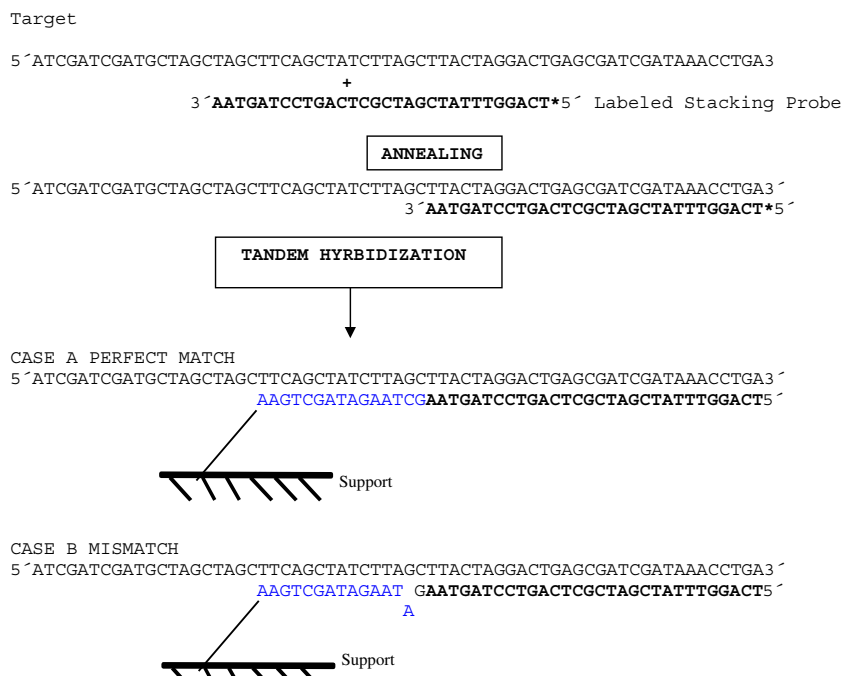 Target
5´ATCGATCGATGCTAGCTAGCTTCAGCTATCTTAGCTTACTAGGACTGAGCGATCGATAAACCTGA3
+
3´AATGATCCTGACTCGCTAGCTATTTGGACT*5´ Labeled Stacking Probe
ANNEALING
5´ATCGATCGATGCTAGCTAGCTTCAGCTATCTTAGCTTACTAGGACTGAGCGATCGATAAACCTGA3´
3´AATGATCCTGACTCGCTAGCTATTTGGACT*5´
TANDEM HYRBIDIZATION
CASE A PERFECT MATCH
5´ATCGATCGATGCTAGCTAGCTTCAGCTATCTTAGCTTACTAGGACTGAGCGATCGATAAACCTGA3´
AAGTCGATAGAATCGAATGATCCTGACTCGCTAGCTATTTGGACT5´
Support
CASE B MISMATCH
5´ATCGATCGATGCTAGCTAGCTTCAGCTATCTTAGCTTACTAGGACTGAGCGATCGATAAACCTGA3´
AAGTCGATAGAAT GAATGATCCTGACTCGCTAGCTATTTGGACT5´
A
Support